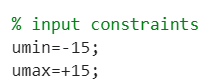 % input constraints
umin=-15;
umax=+15;